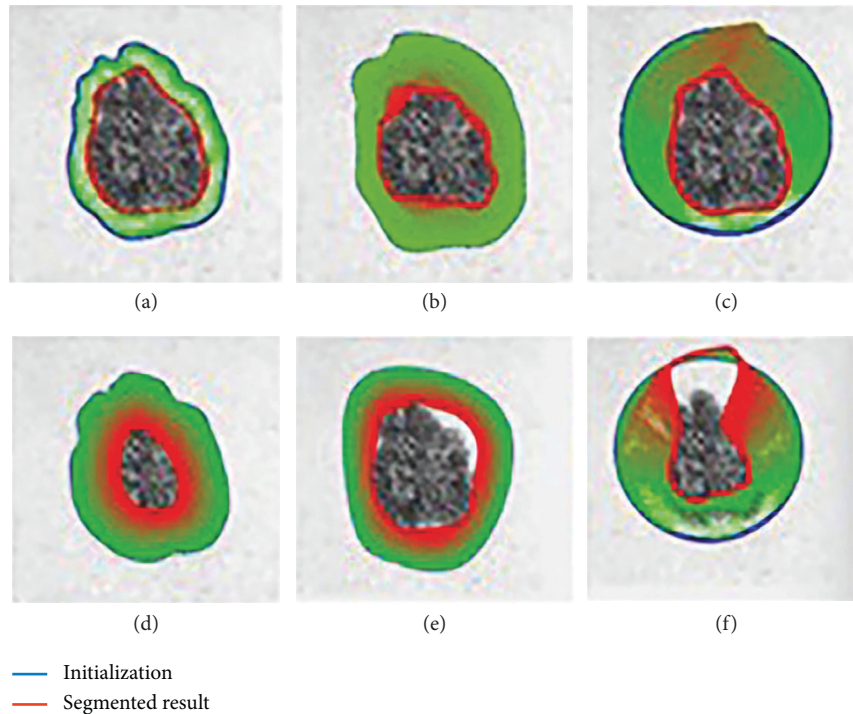 (a)
(b)
(c)
(d)
(e)
(f)
Initialization
Segmented result